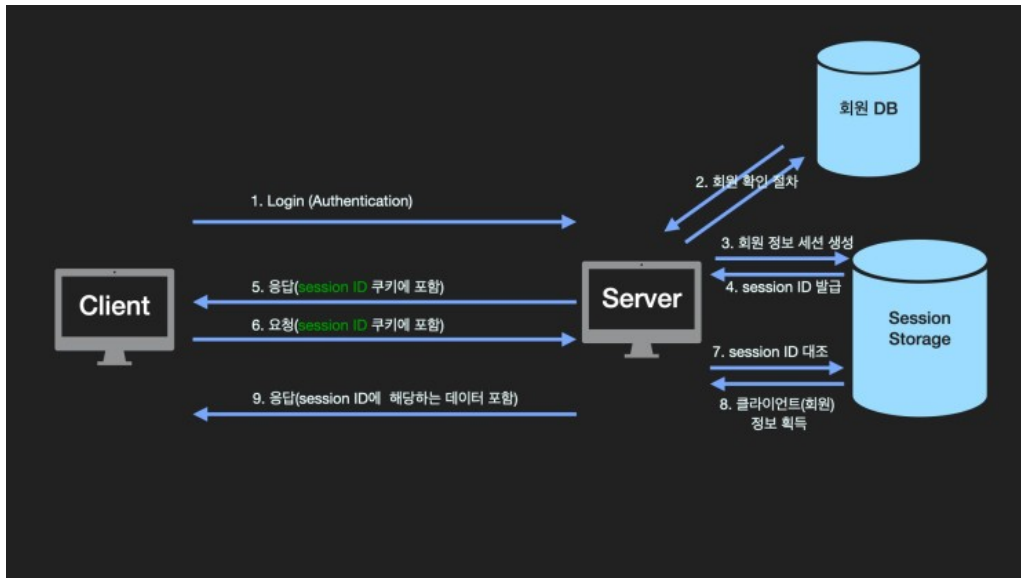 회원 DB
2. 회원 확인 절차
1. Login (Authentication)
3. 회원 정보 세션 생성
4. session ID 발급
5. 응답(session ID 쿠키에 포함)
Client
Server
6. 요청(session ID 쿠키에 포함)
Session
Storage
7. session ID 대조
9. 응답(session ID에 해당하는 데이터 포함)
8. 클라이언트(회원)
정보 획득